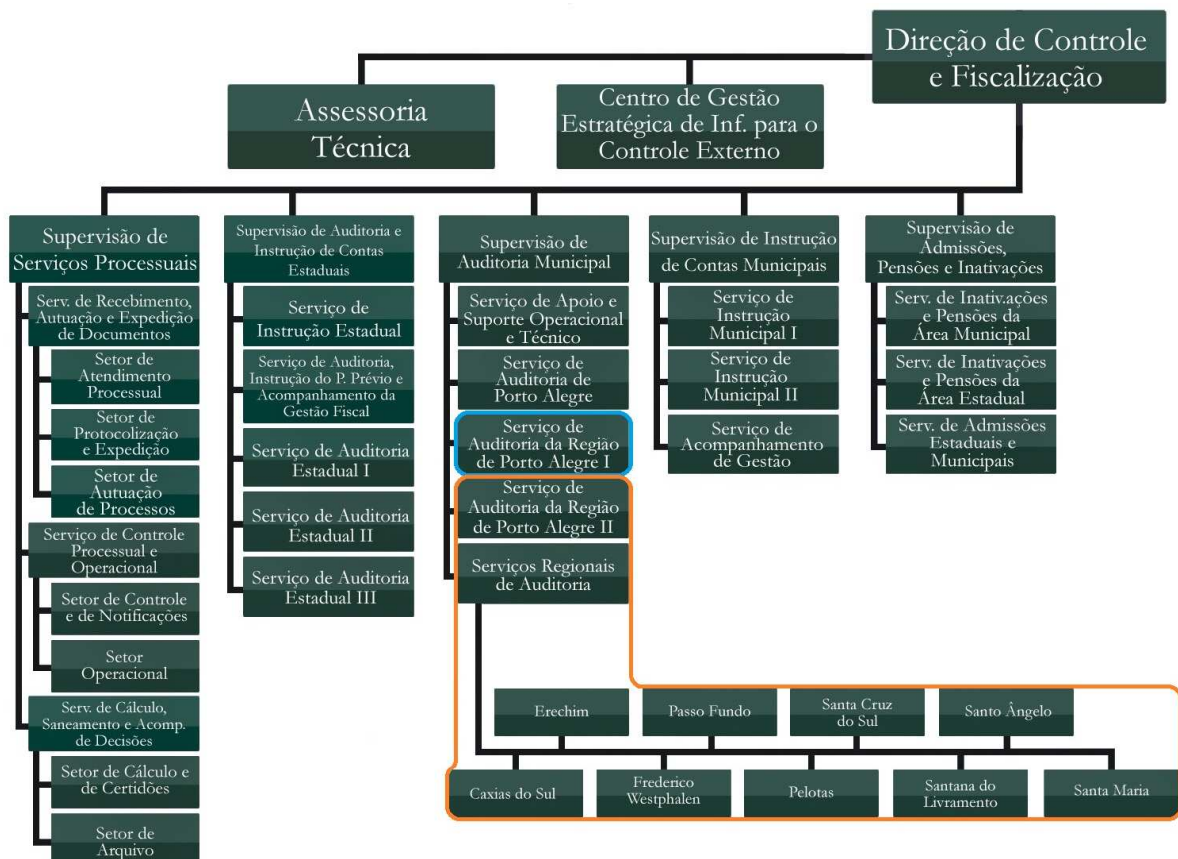 Direção de Controle
e Fiscalização
Assessoria
Técnica
Centro de Gestão
Estratégica de Inf. para o
Controle Externo
Supervisão de
Serviços Processuais
Serv. de Recebimento,
Autuação e Expedição
de Documentos
Setor de
Atendimento
Processual
Setor de
Protocolização
e Expedição
Setor de
Autuação
de Processos
Serviço de Controle
Processual e
Operacional
Setor de Controle
e de Notificações
Setor
Operacional
Serv. de Cálculo,
Saneamento e Acomp.
de Decisões
Setor de Cálculo e
de Certidões
Setor de
Arquivo
Supervisão de Auditoria e
Instrução de Contas
Estaduais
Serviço de
Instrução Estadual
Serviço de Auditoria,
Instrução do P. Prévio e
Acompanhamento da
Gestão Fiscal
Serviço de Auditoria
Estadual I
Serviço de Auditoria
Estadual II
Serviço de Auditoria
Estadual III
Supervisão de
Auditoria Municipal
Serviço de Apoio e
Suporte Operacional
e Técnico
Serviço de
Auditoria de
Porto Alegre
Serviço de
Auditoria da Região
de Porto Alegre I
Serviço de
Auditoria da Região
de Porto Alegre II
Serviços Regionais
de Auditoria
Erechim
Passo Fundo
Santa Cruz
do Sul
Santo Ângelo
Caxias do Sul
Frederico
Westphalen
Pelotas
Santana do
Livramento
Santa Maria
Supervisão de Instrução
de Contas Municipais
Serviço de
Instrução
Municipal I
Serviço de
Instrução
Municipal II
Serviço de
Acompanhamento
de Gestão
Supervisão de
Admissões,
Pensões e Inativações
Serv. de Inativ.ações
e Pensões da
Área Municipal
Serv. de Inativações
e Pensões da
Área Estadual
Serv. de Admissões
Estaduais e
Municipais